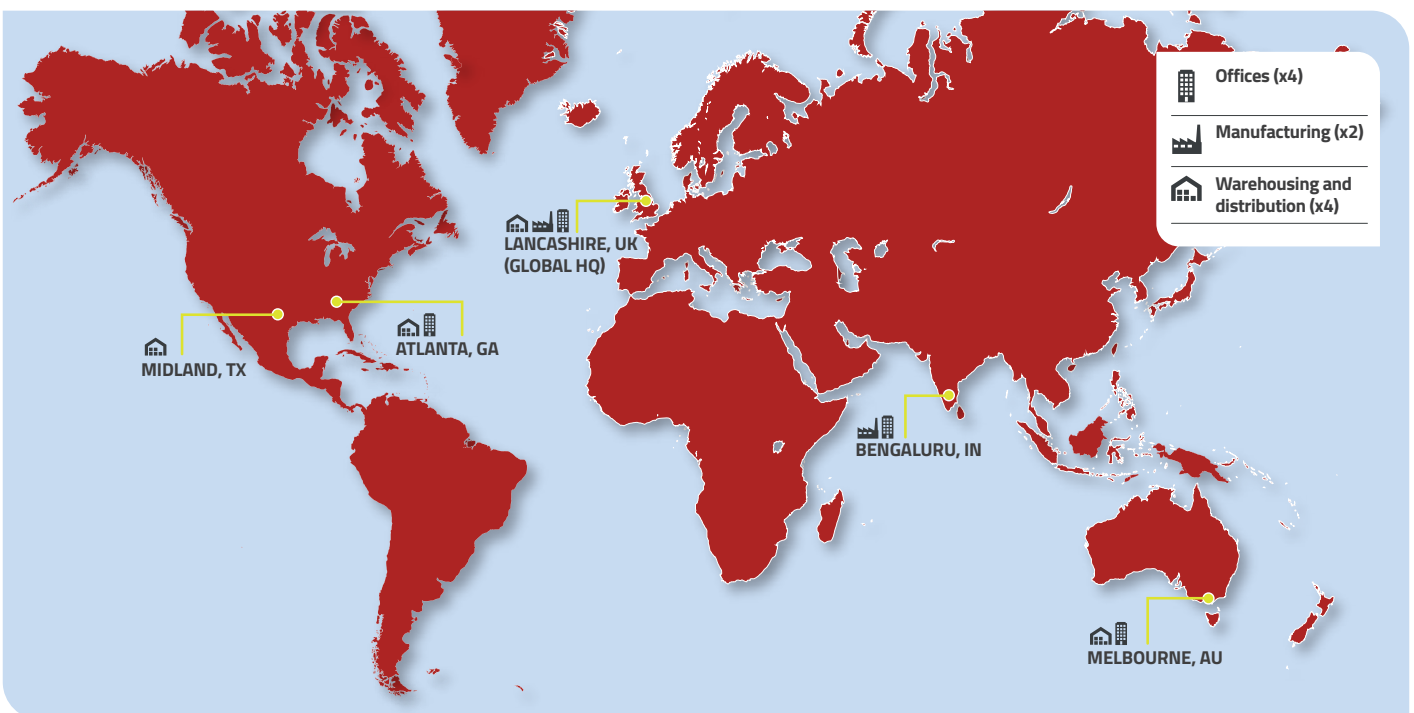 Offices (x4)
Manufacturing (x2)
Warehousing and
distribution (x4)
LANCASHIRE, UK
(GLOBAL HQ)
ATLANTA, GA
MIDLAND, TX
BENGALURU, IN
MELBOURNE, AU